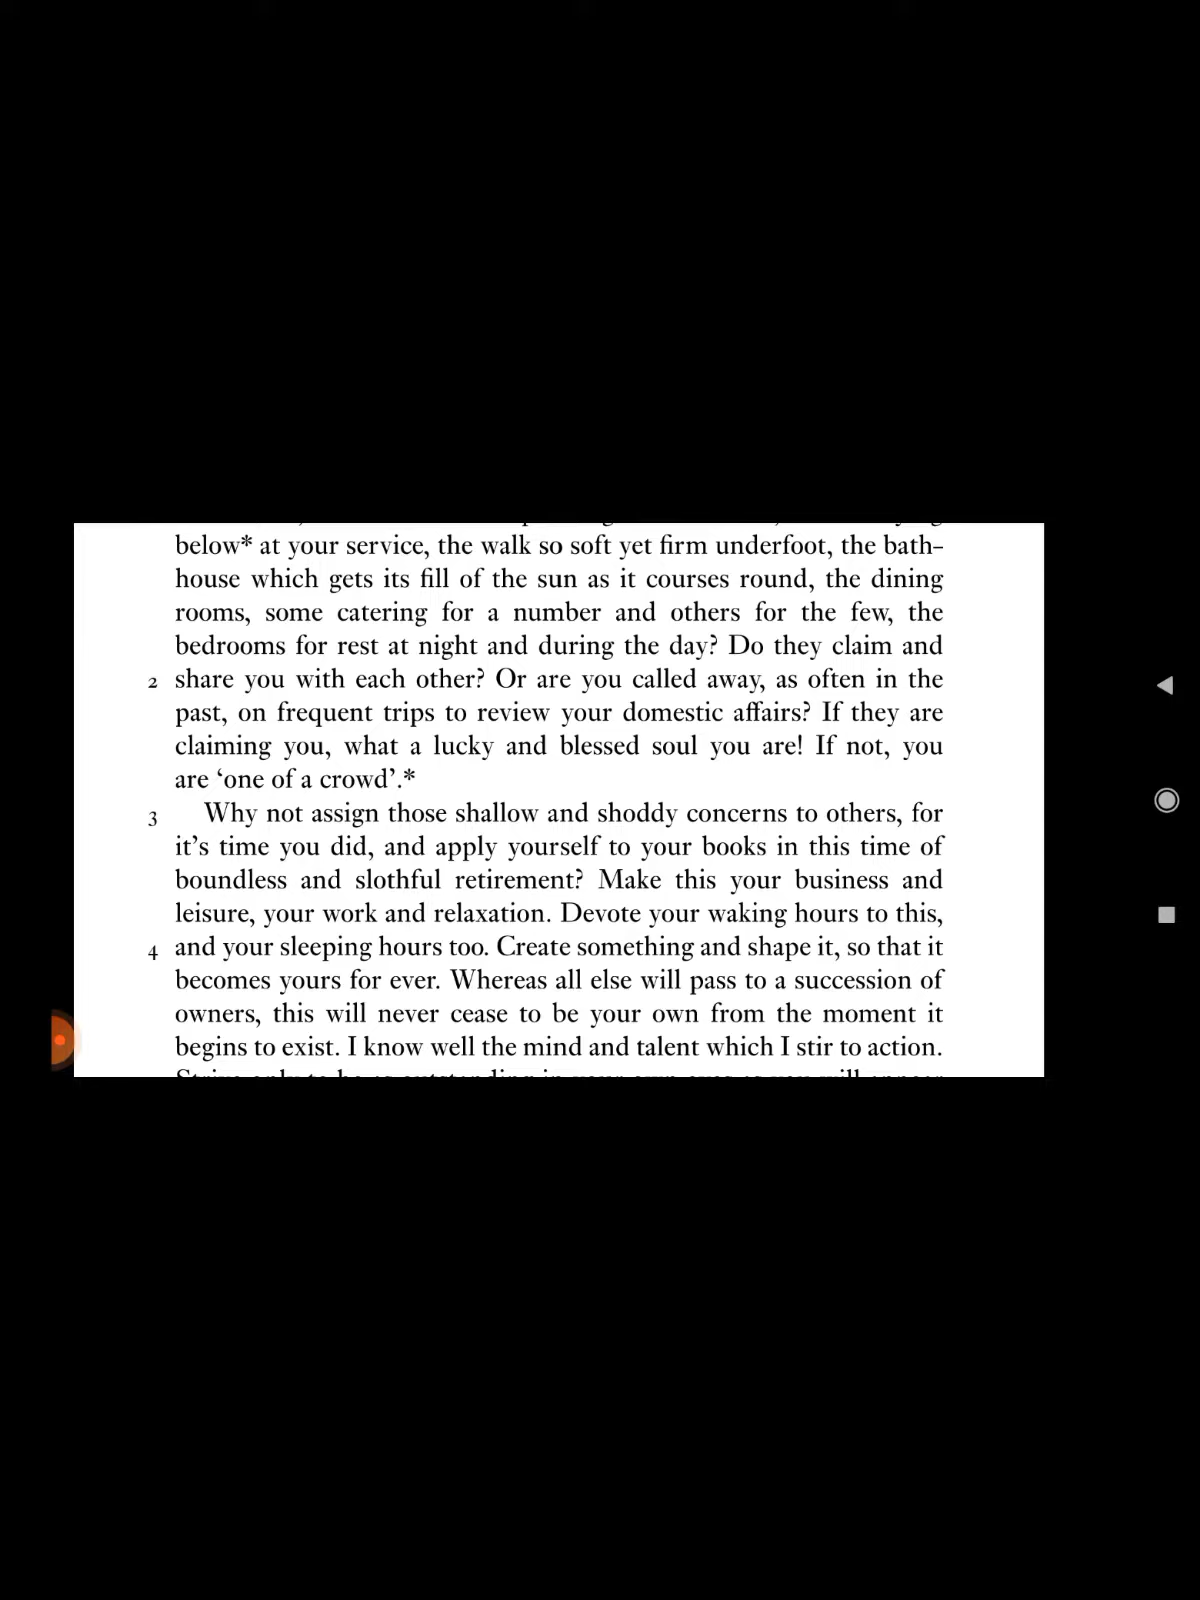 below* at your service, the walk so soft yet firm underfoot, the bath-
house which gets its fill of the sun as it courses round, the dining
rooms, some catering for a number and others for the few, the
bedrooms for rest at night and during the day? Do they claim and
2 share you with each other? Or are you called away, as often in the
past, on frequent trips to review your domestic affairs? If they are
claiming you, what a lucky and blessed soul you are! If not, you
are ‘one of a crowd’.*
3 Why not assign those shallow and shoddy concerns to others, for
it’s time you did, and apply yourself to your books in this time of
boundless and slothful retirement? Make this your business and
leisure, your work and relaxation. Devote your waking hours to this,
4 and your sleeping hours too. Create something and shape it, so that it
becomes yours for ever. Whereas all else will pass to a succession of
owners, this will never cease to be your own from the moment it
begins to exist. I know well the mind and talent which I stir to action.